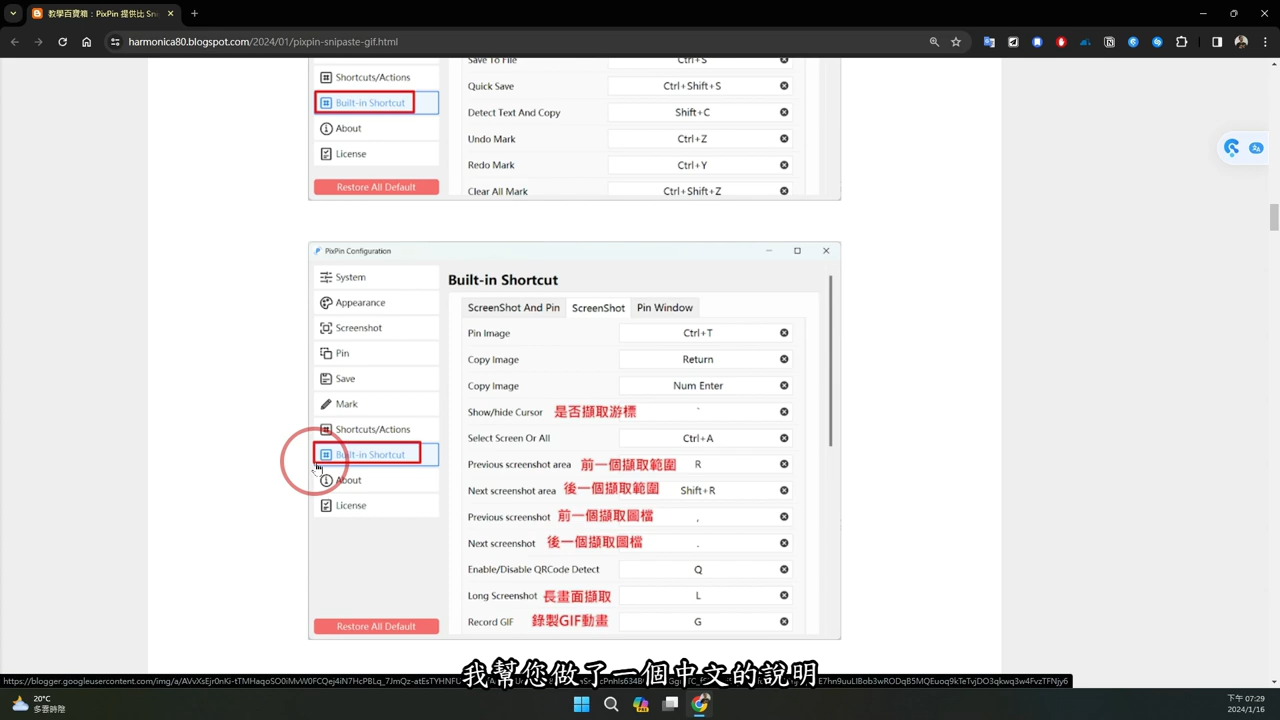 教學百寶箱：PixPin 提供比 Sni
harmonica80.blogspot.com/2024/01/pixpin-snipaste-gif.html
Save To File Ctrl+S
Shortcuts/Actions
Quick Save Ctrl+Shift+S
Built-in Shortcut
Detect Text And Copy Shift+C
About
Undo Mark Ctrl+Z
License
Redo Mark Ctrl+Y
Restore All Default
Clear All Mark Ctrl+Shift+Z
PixPin Configuration
System
Built-in Shortcut
Appearance
ScreenShot And Pin ScreenShot Pin Window
Screenshot
Pin Image Ctrl+T
Pin
Copy Image Return
Save
Copy Image Num Enter
Mark
Show/hide Cursor 是否擷取游標 `
Shortcuts/Actions
Select Screen Or All Ctrl+A
Built-in Shortcut
Previous screenshot area 前一個擷取範圍 R
About
Next screenshot area 後一個擷取範圍 Shift+R
License
Previous screenshot 前一個擷取圖檔 ,
Next screenshot 後一個擷取圖檔 .
Enable/Disable QRCode Detect Q
Long Screenshot 長畫面擷取 L
Record GIF 錄製GIF動畫 G
Restore All Default
我幫您做了一個中文的說明
20°C
多雲時陰
下午 07:29
2024/1/16